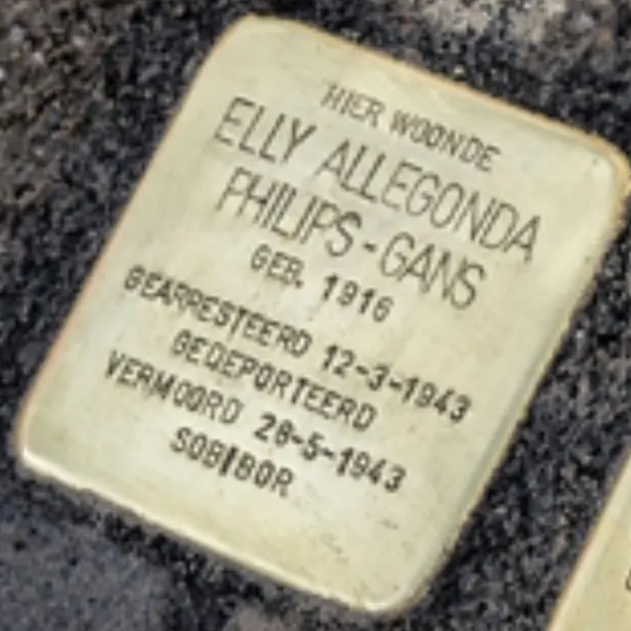 HIER WOONDE
ELLY ALLEGONDA
PHILIPS-GANS
GEB. 1916
GEARRESTEERD 12-3-1943
GEDEPORTEERD
VERMOORD 28-5-1943
SOBIBOR